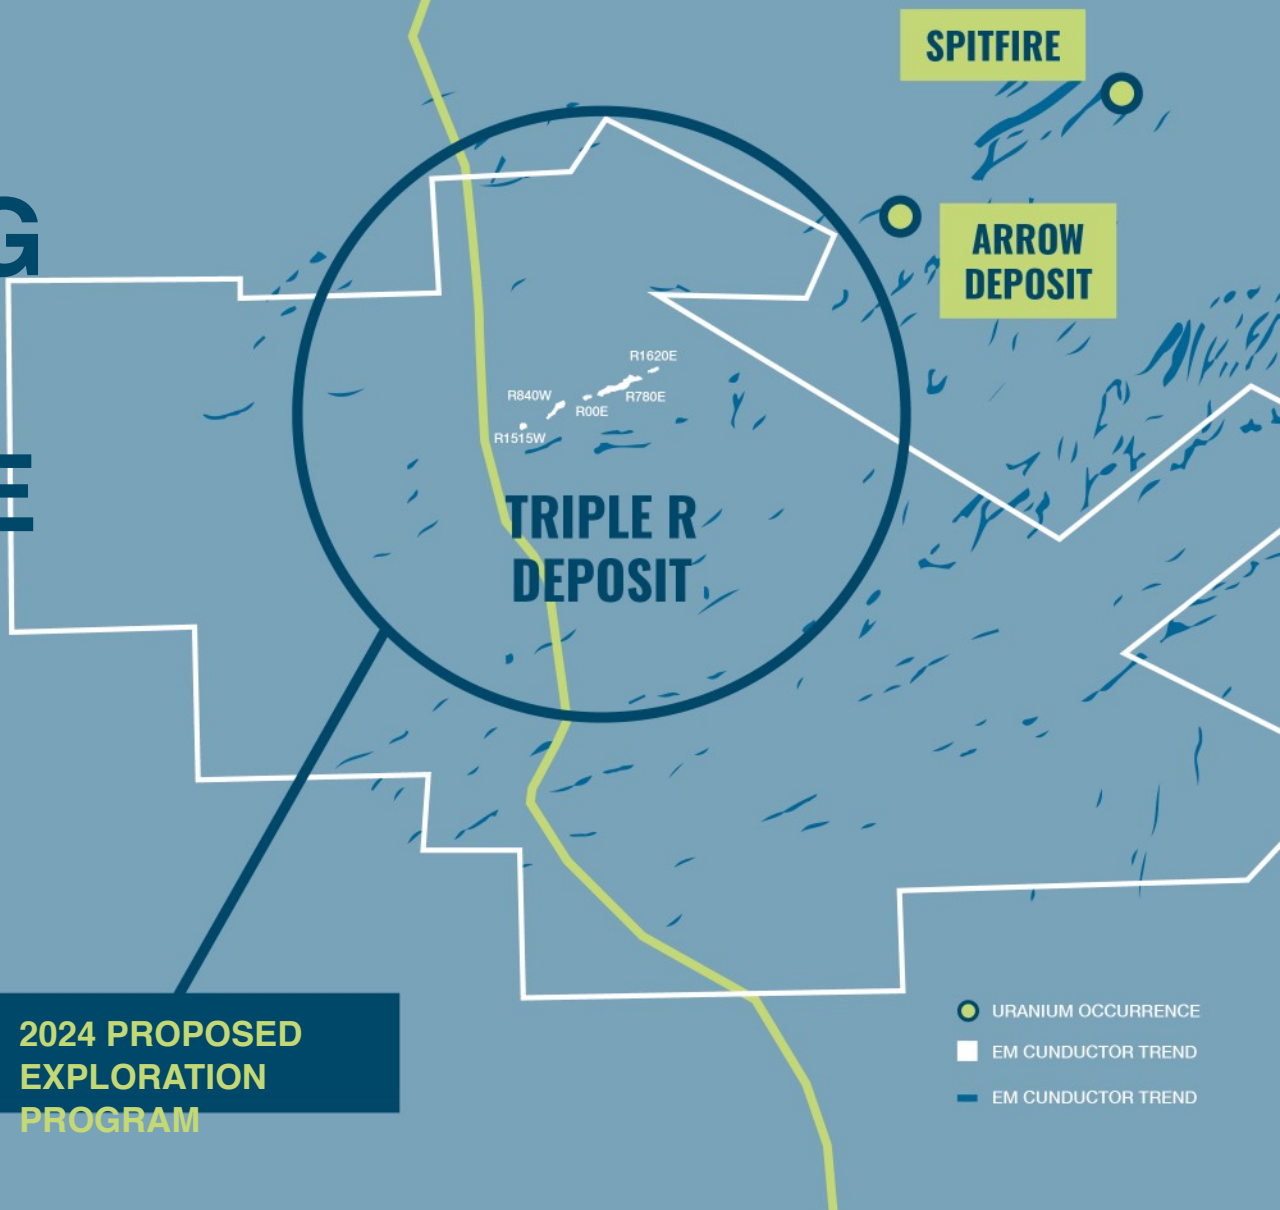 SPITFIRE
G
ARROW
DEPOSIT
R1620E
R840W
R780E
R00E
R1515W
E
TRIPLE R
DEPOSIT
2024 PROPOSED
EXPLORATION
PROGRAM
URANIUM OCCURRENCE
EM CUNDUCTOR TREND
EM CUNDUCTOR TREND